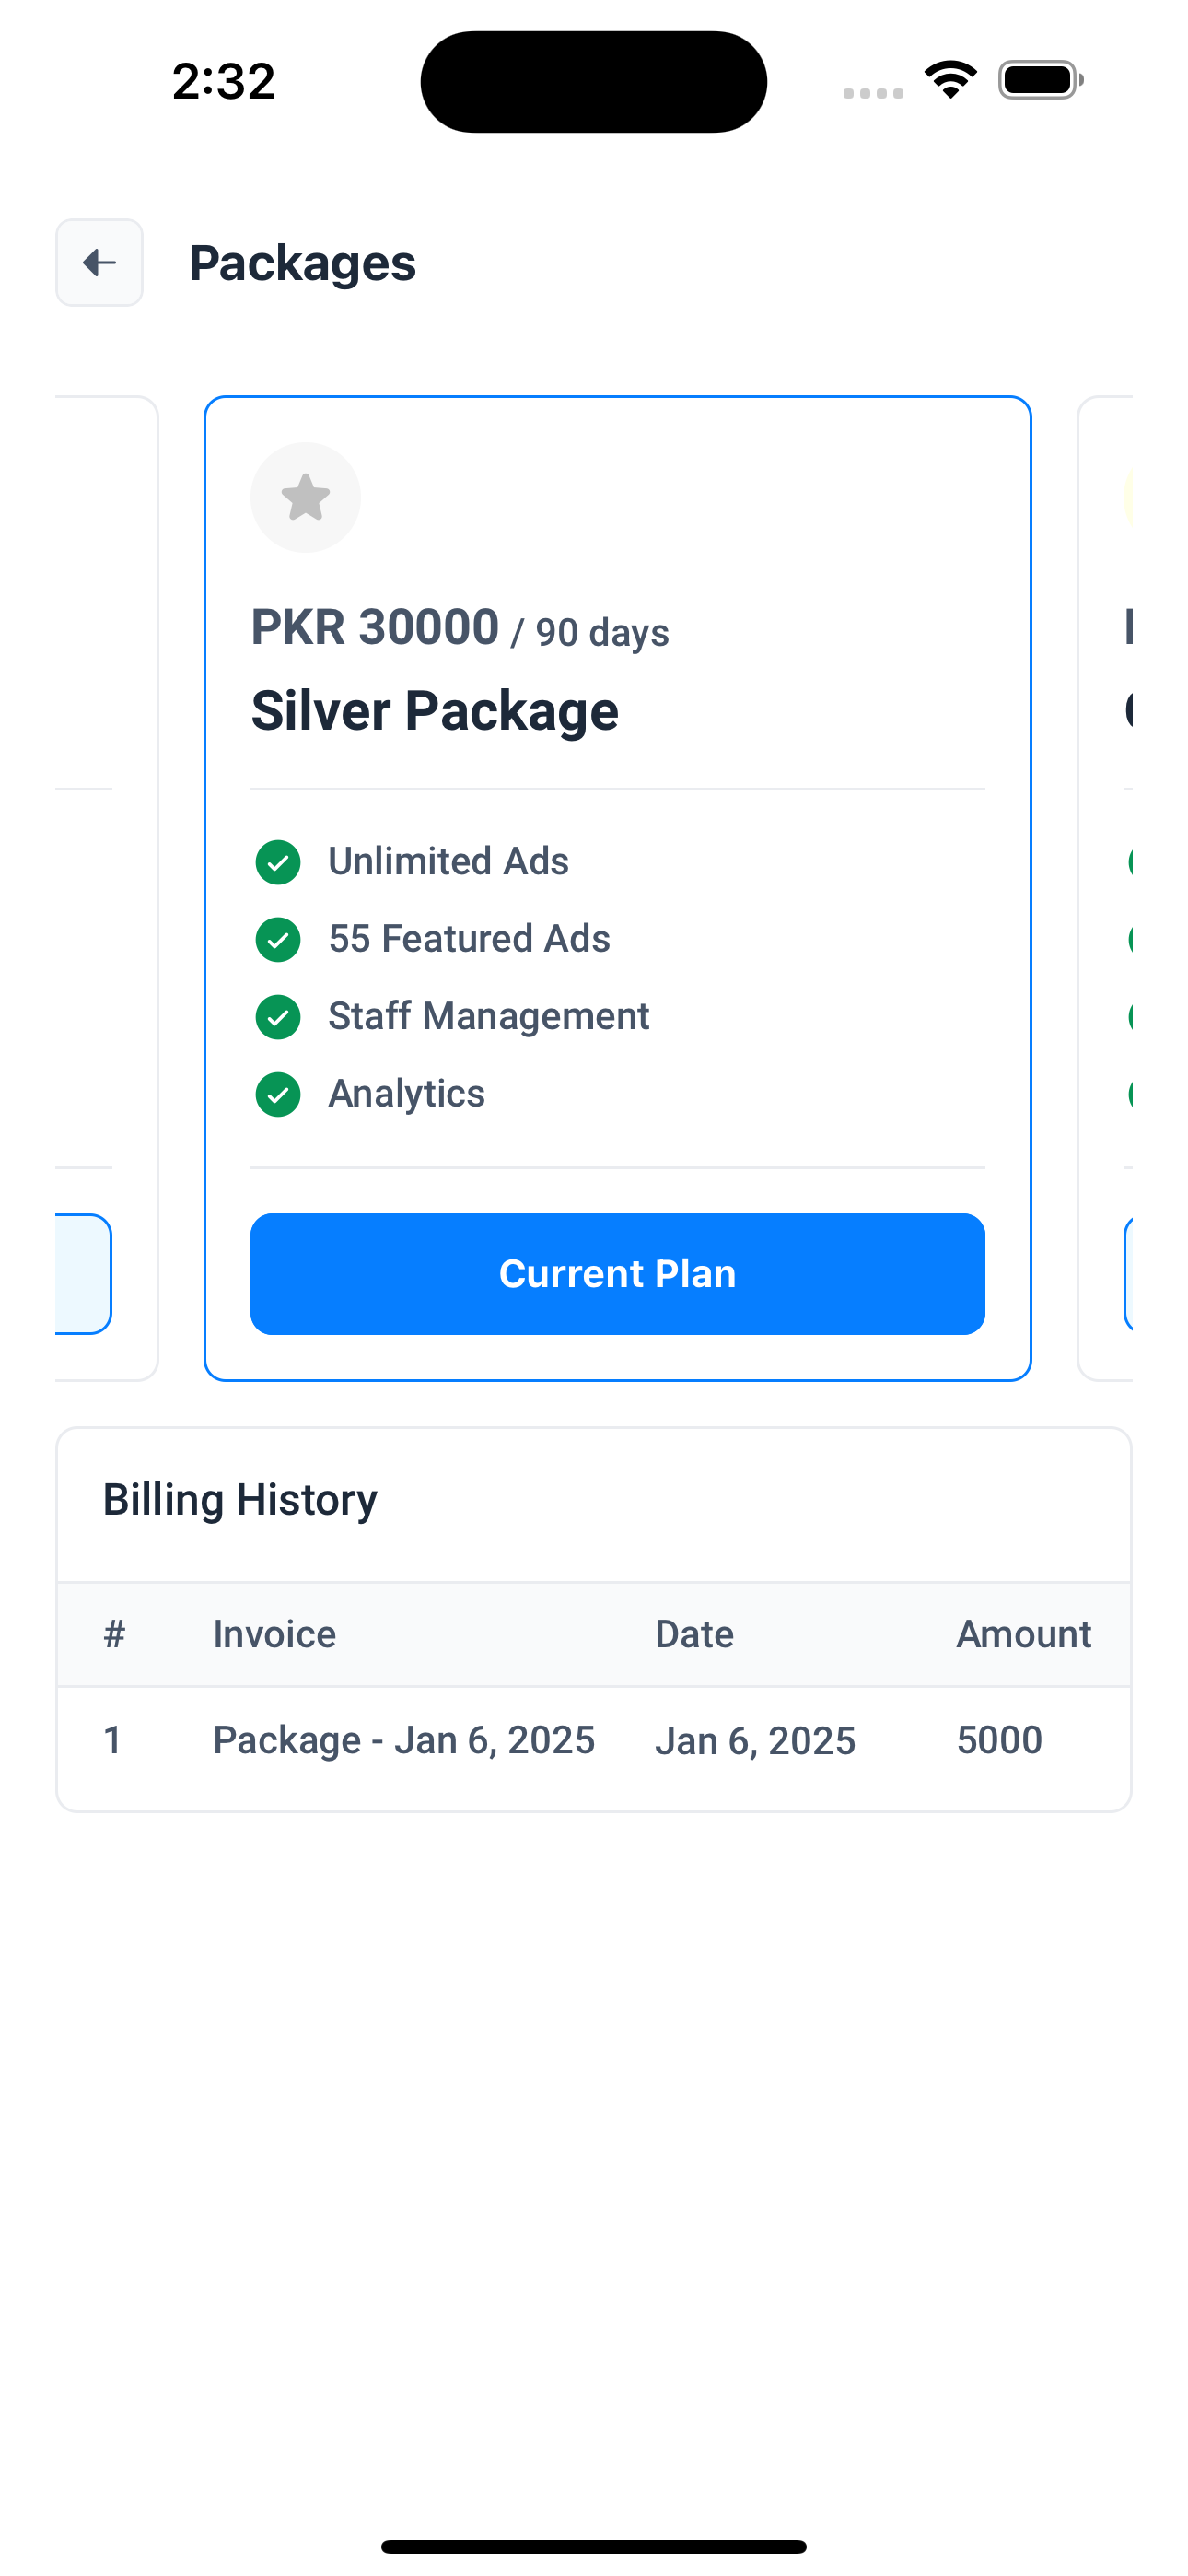 2:32
Packages
PKR 30000 / 90 days
Silver Package
Unlimited Ads
55 Featured Ads
Staff Management
Analytics
Current Plan
Billing History
# Invoice Date Amount
1 Package - Jan 6, 2025 Jan 6, 2025 5000